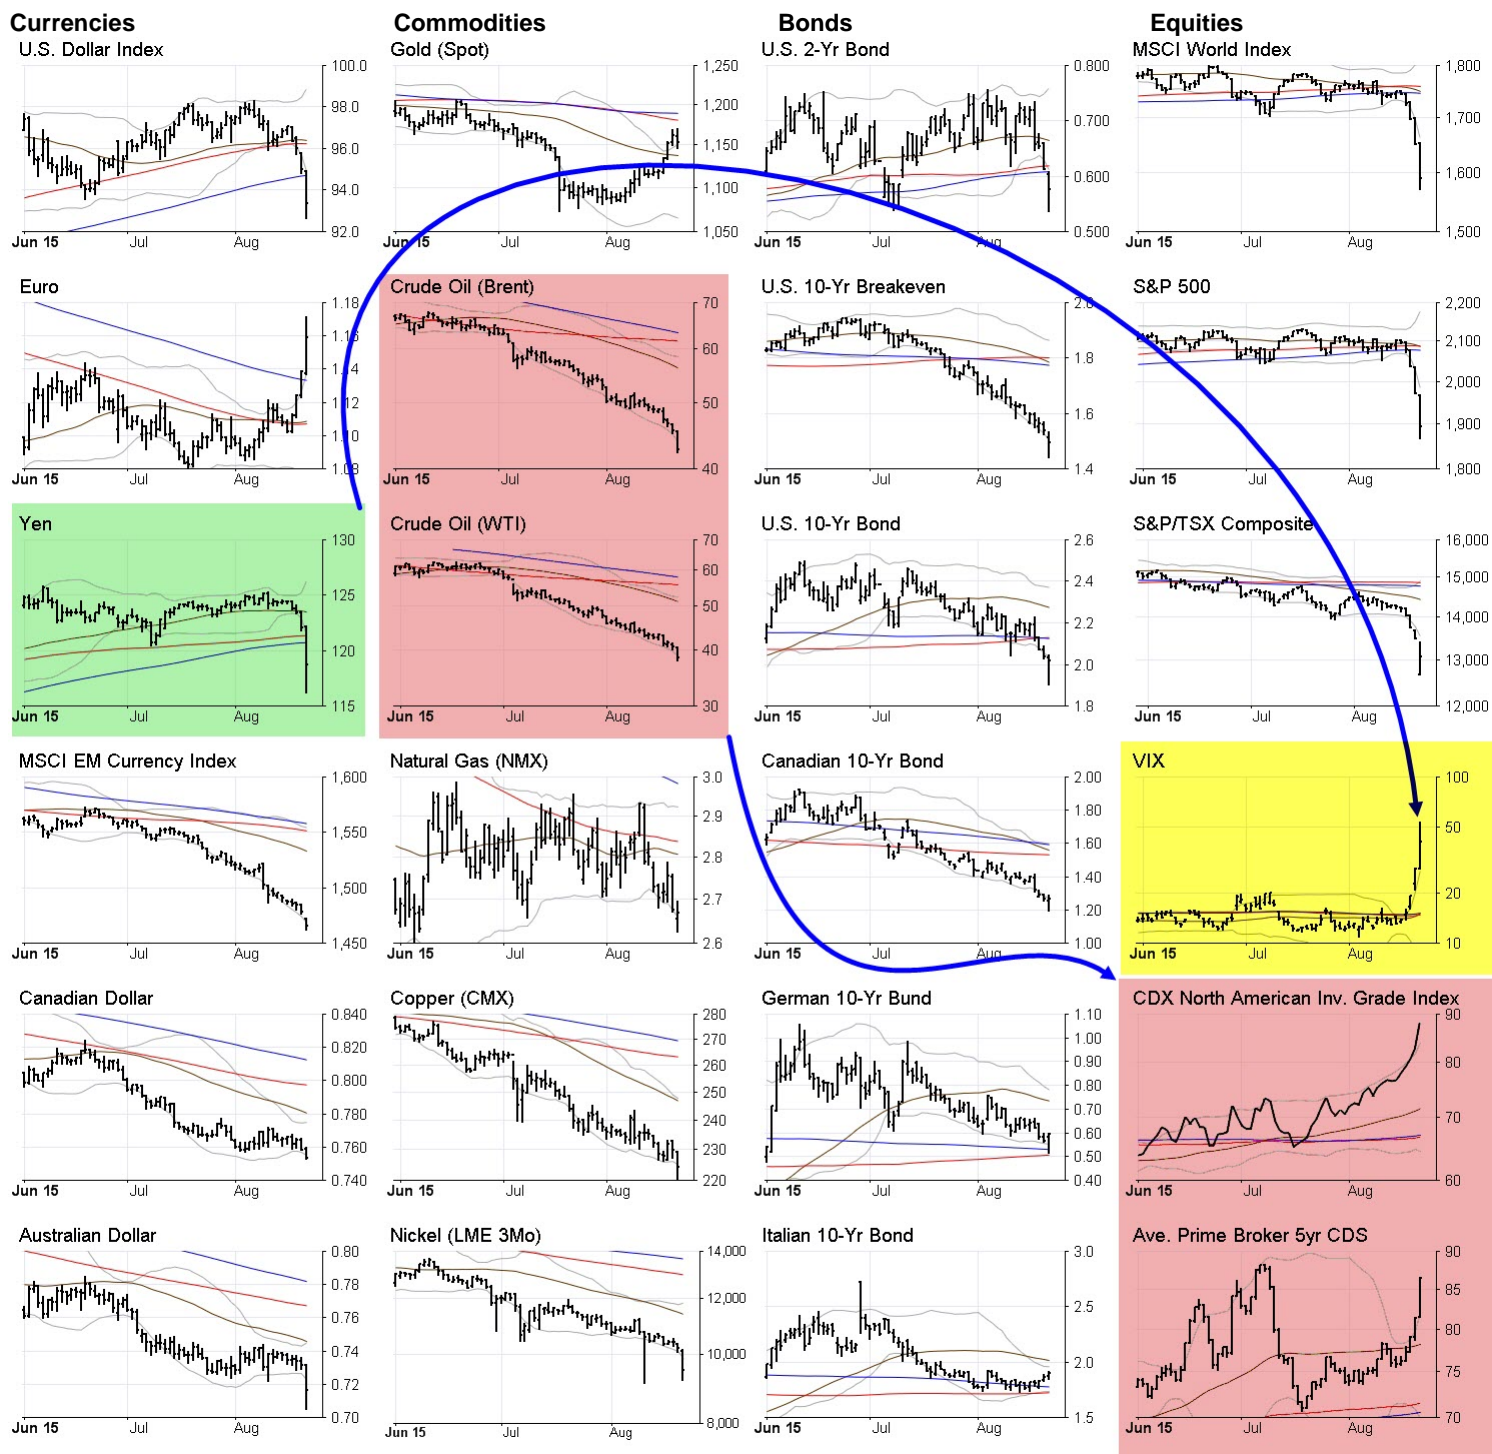 Currencies
Commodities
Bonds
Equities
U.S. Dollar Index
100.0
98.0
96.0
94.0
92.0
Jun 15
Jul
Aug
Gold (Spot)
1,250
1,200
1,150
1,100
1,050
Jun 15
Jul
Aug
U.S. 2-Yr Bond
0.800
0.700
0.600
0.500
Jun 15
Jul
Aug
MSCI World Index
1,800
1,700
1,600
1,500
Jun 15
Jul
Aug
Euro
1.18
1.16
1.14
1.12
1.10
1.08
Jun 15
Jul
Aug
Crude Oil (Brent)
70
60
50
40
Jun 15
Jul
Aug
U.S. 10-Yr Breakeven
2.0
1.8
1.6
1.4
Jun 15
Jul
Aug
S&P 500
2,200
2,100
2,000
1,900
1,800
Jun 15
Jul
Aug
Yen
130
125
120
115
Jun 15
Jul
Aug
Crude Oil (WTI)
70
60
50
40
30
Jun 15
Jul
Aug
U.S. 10-Yr Bond
2.6
2.4
2.2
2.0
1.8
Jun 15
Jul
Aug
S&P/TSX Composite
16,000
15,000
14,000
13,000
12,000
Jun 15
Jul
Aug
MSCI EM Currency Index
1,600
1,550
1,500
1,450
Jun 15
Jul
Aug
Natural Gas (NMX)
3.0
2.9
2.8
2.7
2.6
Jun 15
Jul
Aug
Canadian 10-Yr Bond
2.00
1.80
1.60
1.40
1.20
1.00
Jun 15
Jul
Aug
VIX
100
50
20
10
Jun 15
Jul
Aug
Canadian Dollar
0.840
0.820
0.800
0.780
0.760
0.740
Jun 15
Jul
Aug
Copper (CMX)
280
270
260
250
240
230
220
Jun 15
Jul
Aug
German 10-Yr Bund
1.10
1.00
0.90
0.80
0.70
0.60
0.50
0.40
Jun 15
Jul
Aug
CDX North American Inv. Grade Index
90
80
70
60
Jun 15
Jul
Aug
Australian Dollar
0.80
0.78
0.76
0.74
0.72
0.70
Jun 15
Jul
Aug
Nickel (LME 3Mo)
14,000
12,000
10,000
8,000
Jun 15
Jul
Aug
Italian 10-Yr Bond
3.0
2.5
2.0
1.5
Jun 15
Jul
Aug
Ave. Prime Broker 5yr CDS
90
85
80
75
70
Jun 15
Jul
Aug